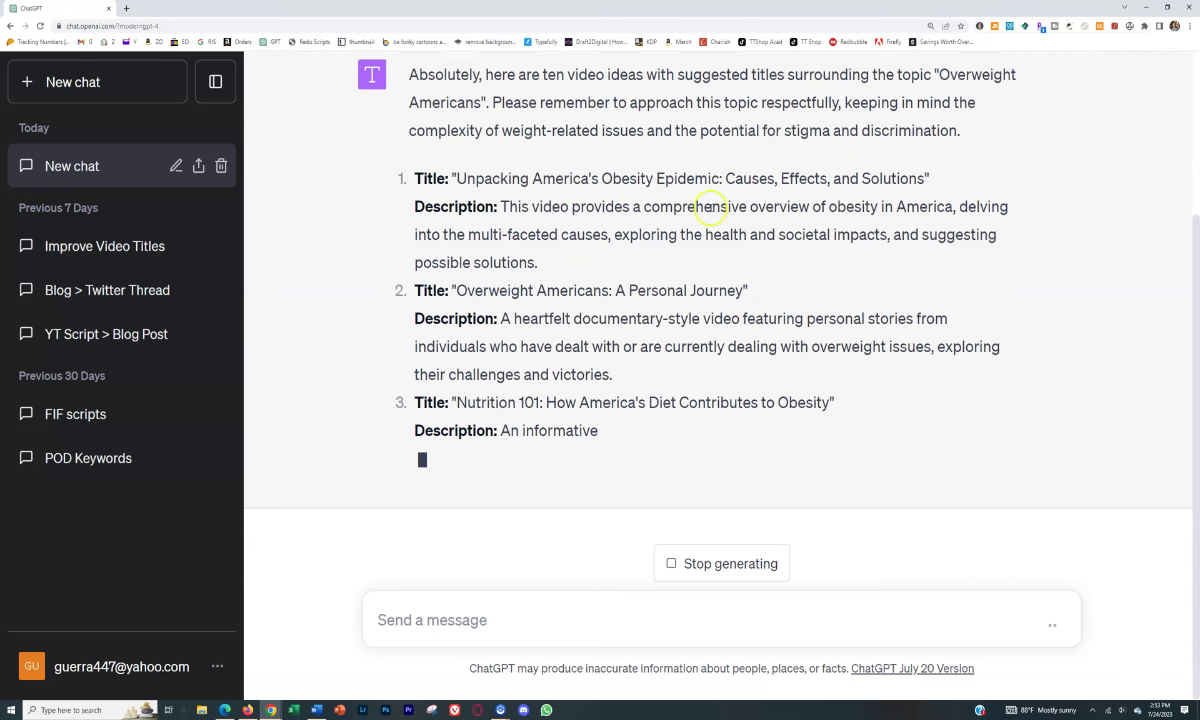 ChatGPT
chat.openai.com/?model=gpt-4
Tracking Numbers |... G Z Y ZO EO RIS Orders GPT Redo Scripts thumbnail be funky cartoons a... remove backgroun... Typefully Draft2Digital | How... KDP Merch Chairish TTShop Acad TT Shop Redbubble Firefly Savings Worth Over...
New chat
Today
New chat
Previous 7 Days
Improve Video Titles
Blog > Twitter Thread
YT Script > Blog Post
Previous 30 Days
FIF scripts
POD Keywords
GU guerra447@yahoo.com
T
Absolutely, here are ten video ideas with suggested titles surrounding the topic "Overweight
Americans". Please remember to approach this topic respectfully, keeping in mind the
complexity of weight-related issues and the potential for stigma and discrimination.
1. Title: "Unpacking America's Obesity Epidemic: Causes, Effects, and Solutions"
Description: This video provides a comprehensive overview of obesity in America, delving
into the multi-faceted causes, exploring the health and societal impacts, and suggesting
possible solutions.
2. Title: "Overweight Americans: A Personal Journey"
Description: A heartfelt documentary-style video featuring personal stories from
individuals who have dealt with or are currently dealing with overweight issues, exploring
their challenges and victories.
3. Title: "Nutrition 101: How America's Diet Contributes to Obesity"
Description: An informative
Stop generating
Send a message
ChatGPT may produce inaccurate information about people, places, or facts. ChatGPT July 20 Version
Type here to search
88°F Mostly sunny
2:53 PM
7/24/2023